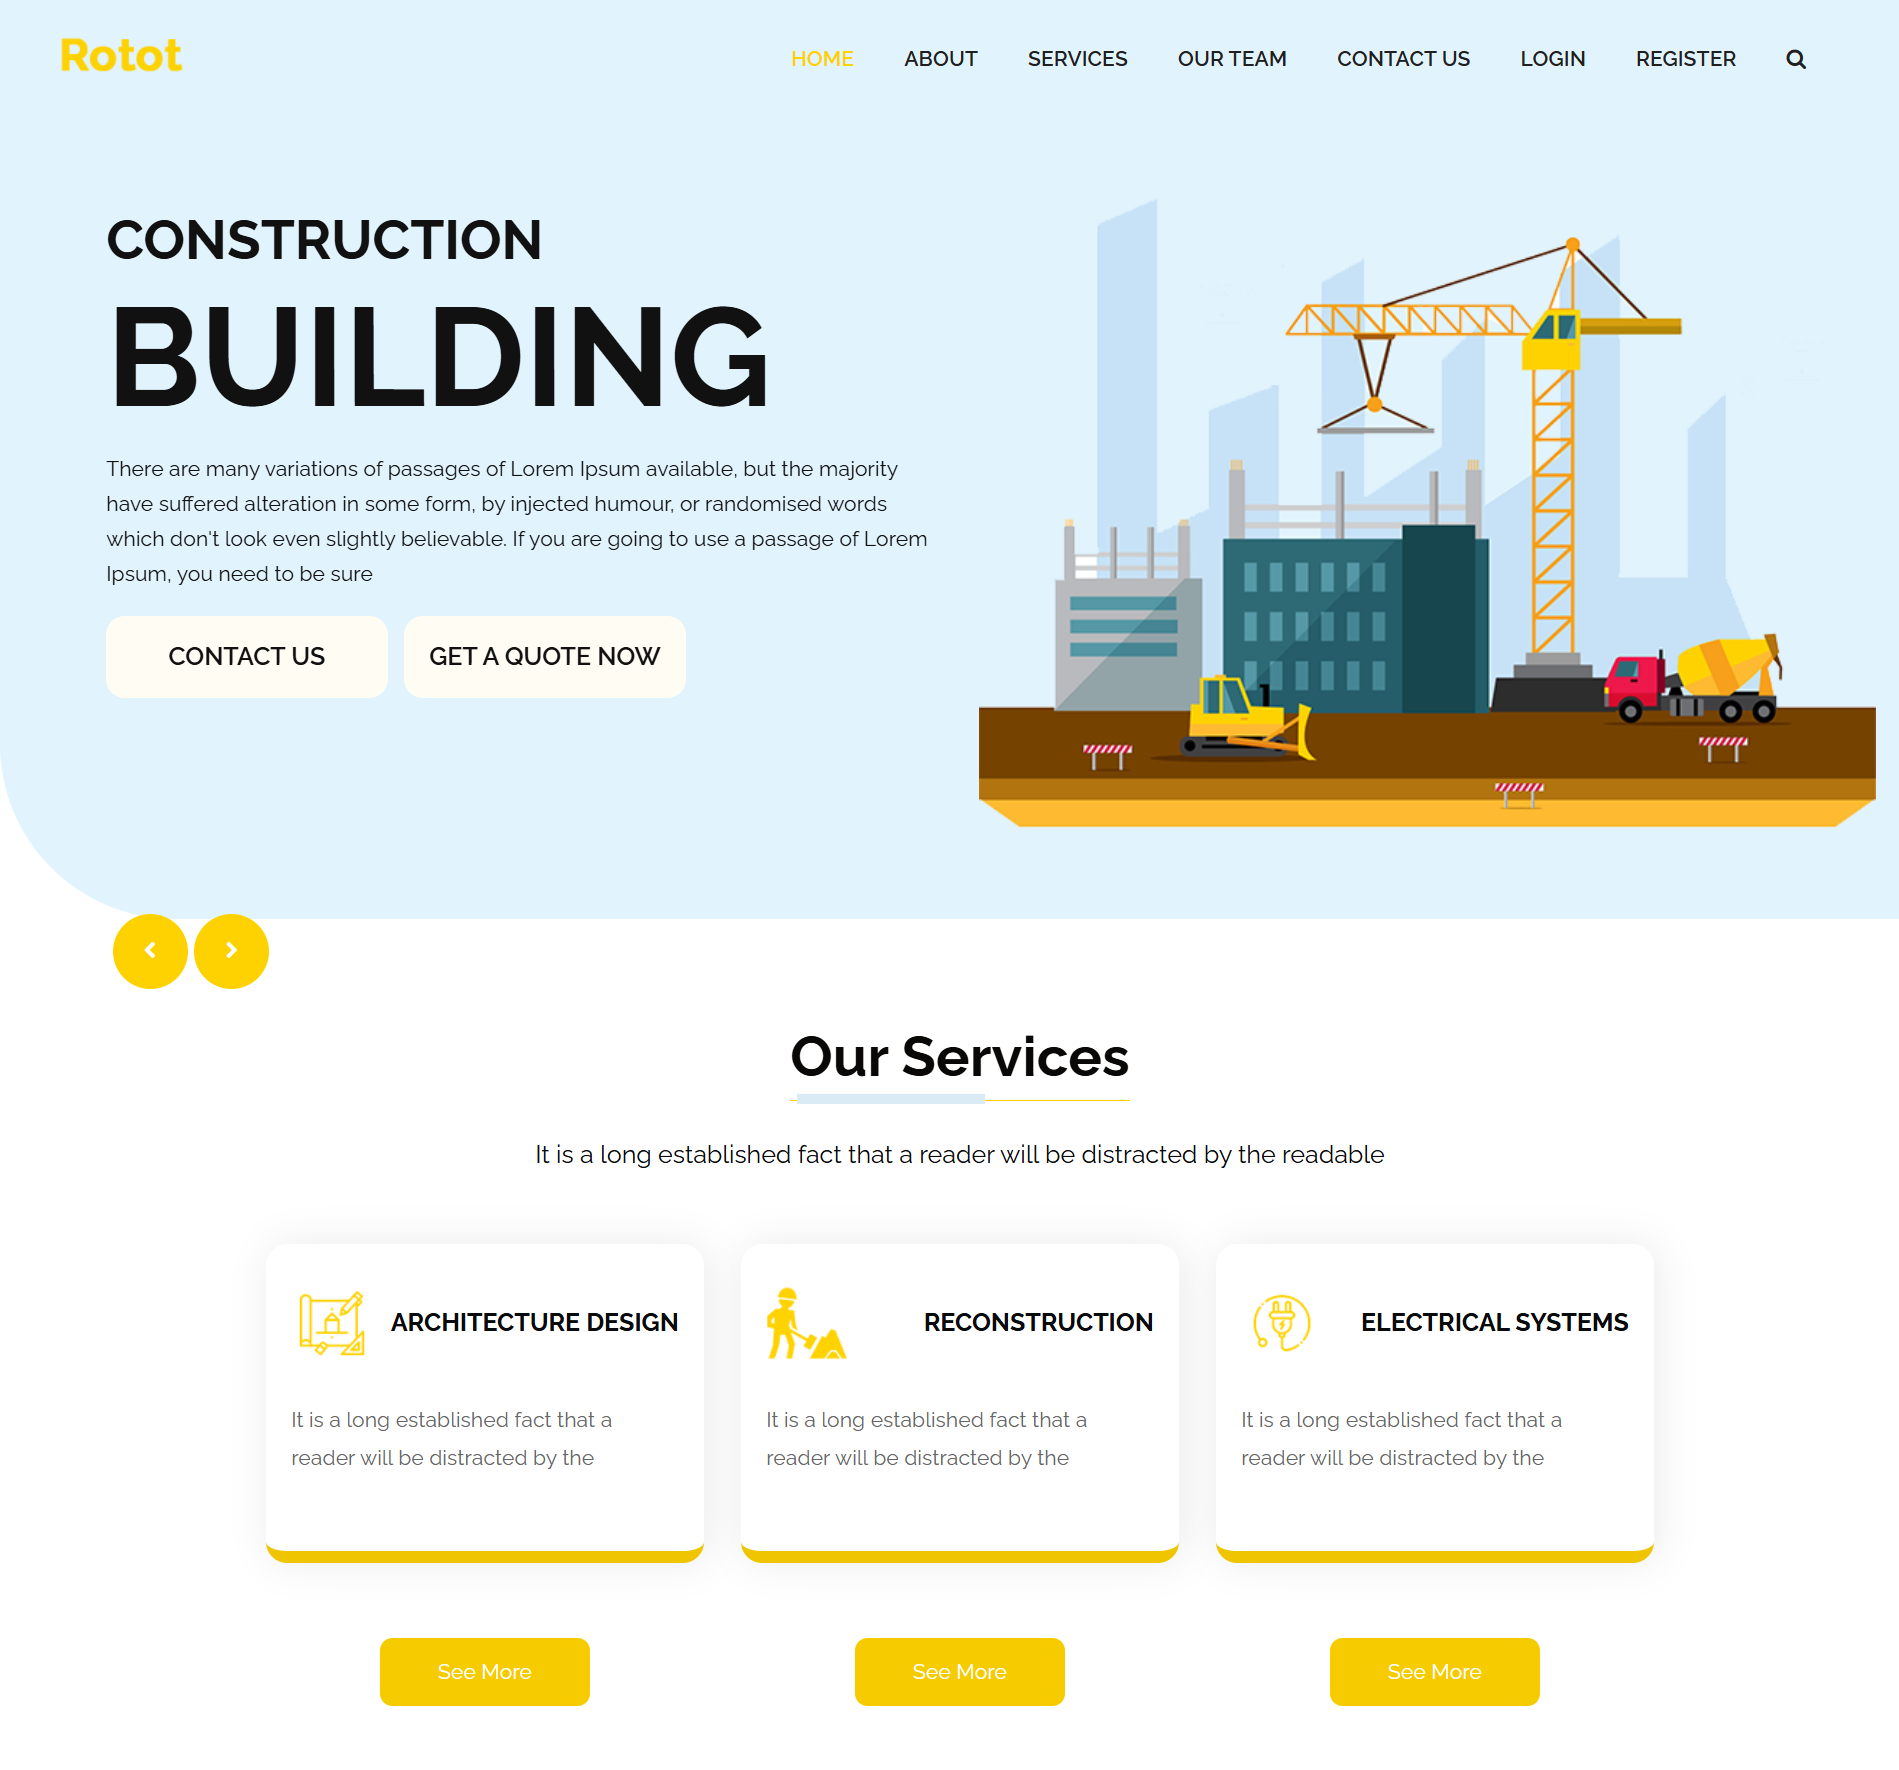 Rotot
HOME ABOUT SERVICES OUR TEAM CONTACT US LOGIN REGISTER
CONSTRUCTION
BUILDING
There are many variations of passages of Lorem Ipsum available, but the majority
have suffered alteration in some form, by injected humour, or randomised words
which don't look even slightly believable. If you are going to use a passage of Lorem
Ipsum, you need to be sure
CONTACT US GET A QUOTE NOW
Our Services
It is a long established fact that a reader will be distracted by the readable
ARCHITECTURE DESIGN
It is a long established fact that a
reader will be distracted by the
See More
RECONSTRUCTION
It is a long established fact that a
reader will be distracted by the
See More
ELECTRICAL SYSTEMS
It is a long established fact that a
reader will be distracted by the
See More